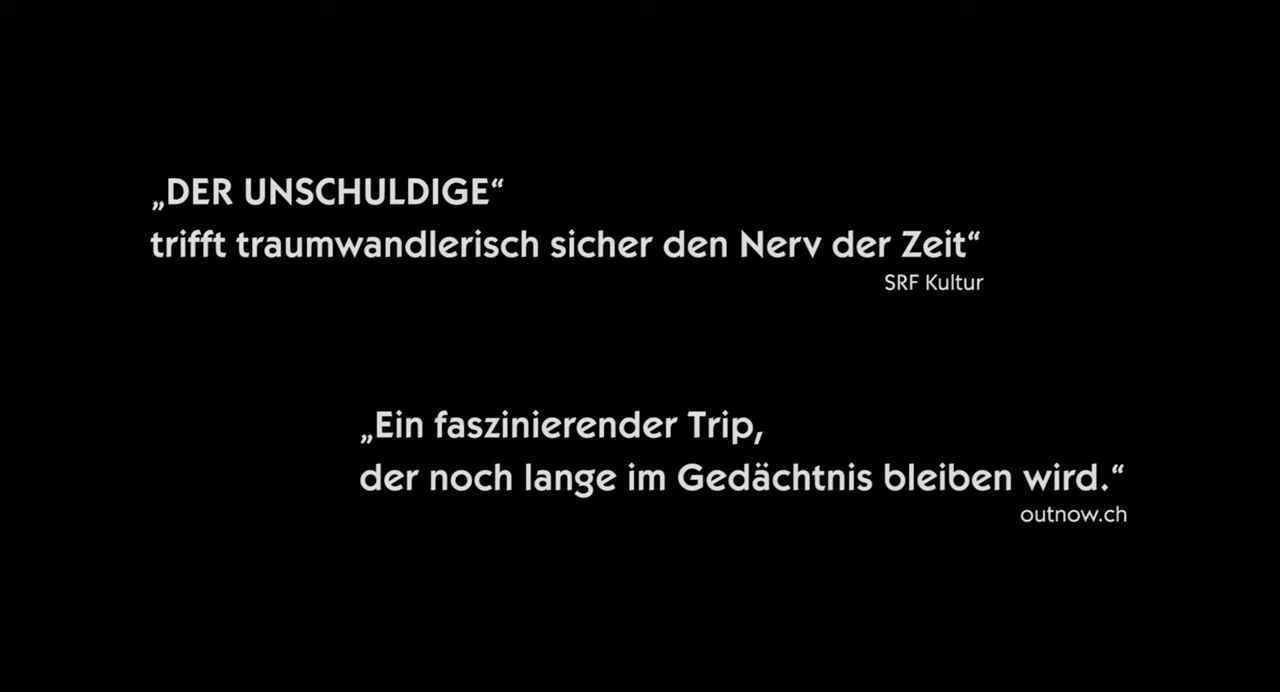 „DER UNSCHULDIGE“
trifft traumwandlerisch sicher den Nerv der Zeit“
SRF Kultur
„Ein faszinierender Trip,
der noch lange im Gedächtnis bleiben wird.“
outnow.ch